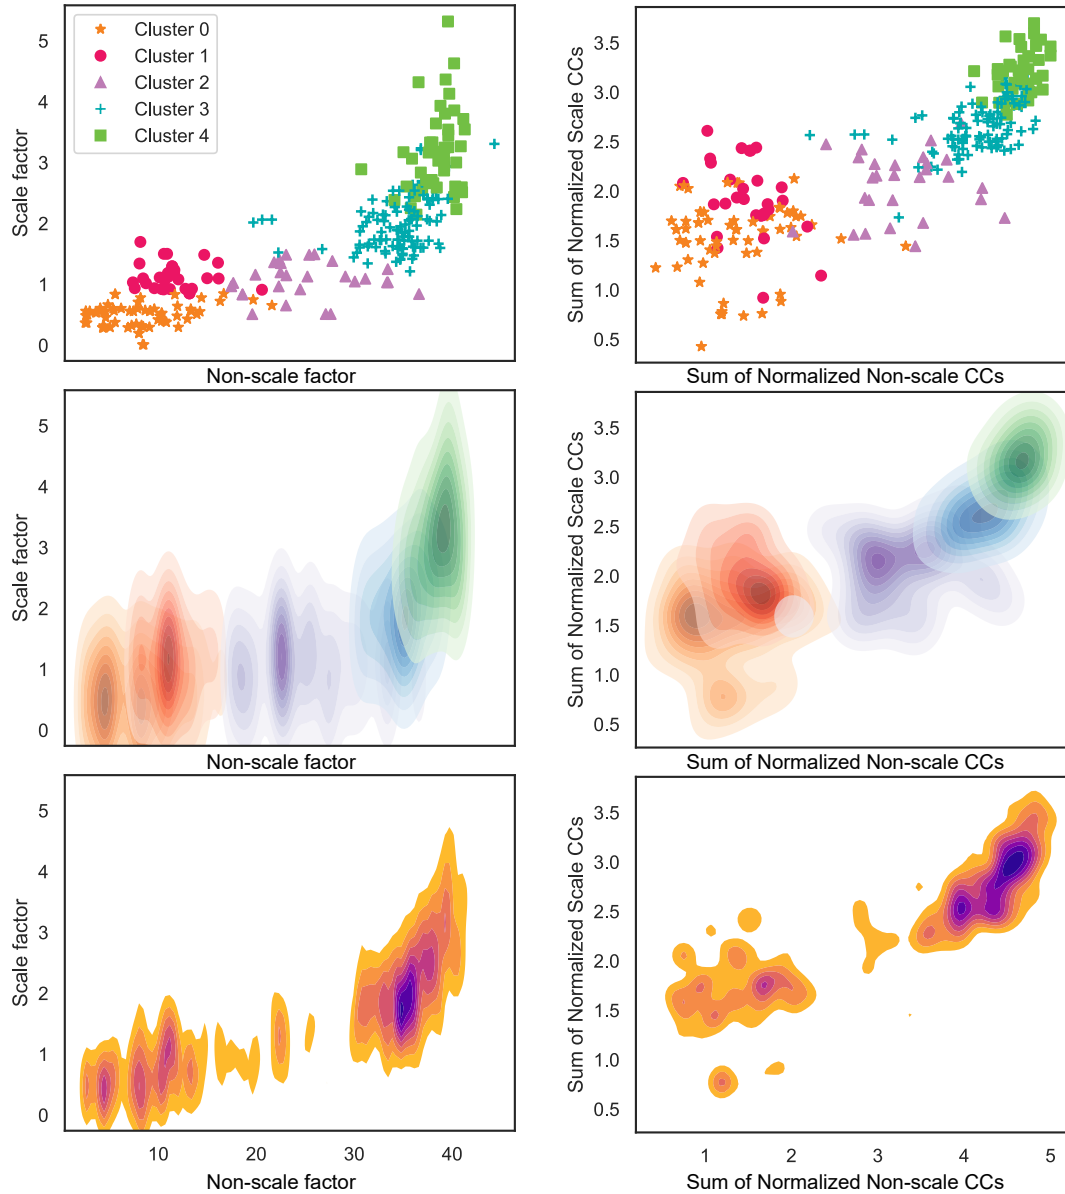 Cluster 0
Cluster 1
Cluster 2
Cluster 3
Cluster 4
Scale factor
5
4
3
2
1
0
Non-scale factor
Sum of Normalized Scale CCs
3.5
3.0
2.5
2.0
1.5
1.0
0.5
Sum of Normalized Non-scale CCs
Scale factor
5
4
3
2
1
0
Non-scale factor
Sum of Normalized Scale CCs
3.5
3.0
2.5
2.0
1.5
1.0
0.5
Sum of Normalized Non-scale CCs
Scale factor
5
4
3
2
1
0
10 20 30 40
Non-scale factor
Sum of Normalized Scale CCs
3.5
3.0
2.5
2.0
1.5
1.0
0.5
1 2 3 4 5
Sum of Normalized Non-scale CCs